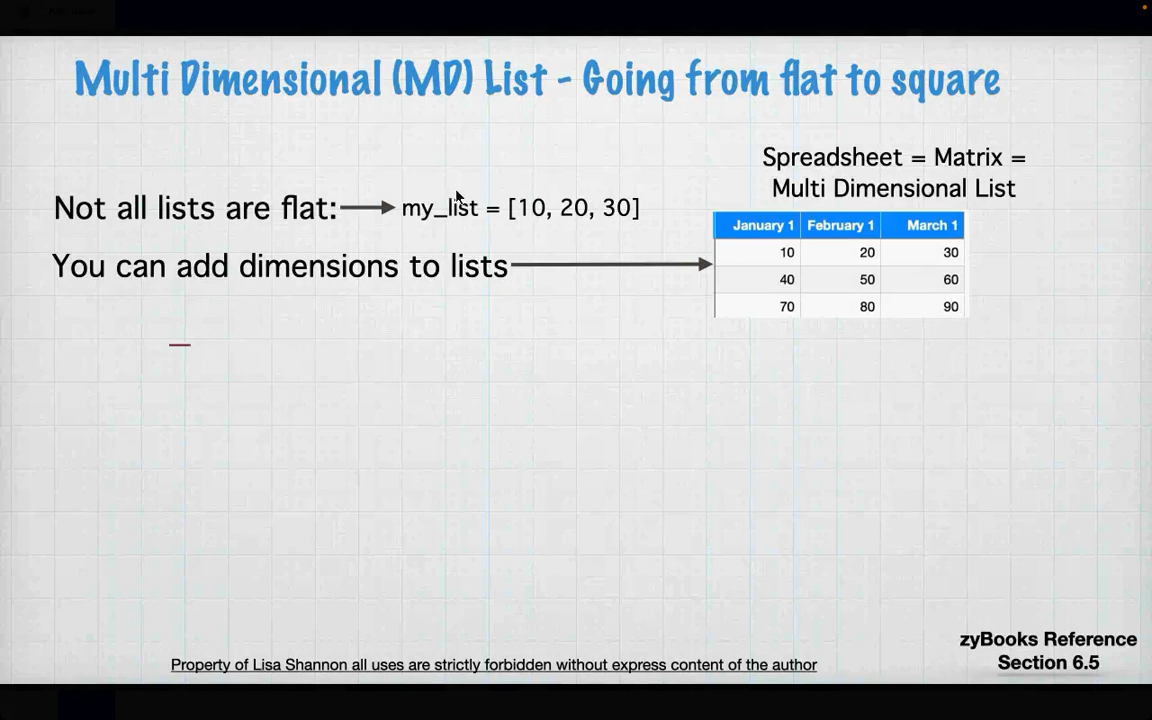 Multi Dimensional (MD) List - Going from flat to square
Spreadsheet = Matrix =
Multi Dimensional List
Not all lists are flat:
my_list = [10, 20, 30]
You can add dimensions to lists
January 1 February 1 March 1
10 20 30
40 50 60
70 80 90
zyBooks Reference
Section 6.5
Property of Lisa Shannon all uses are strictly forbidden without express content of the author